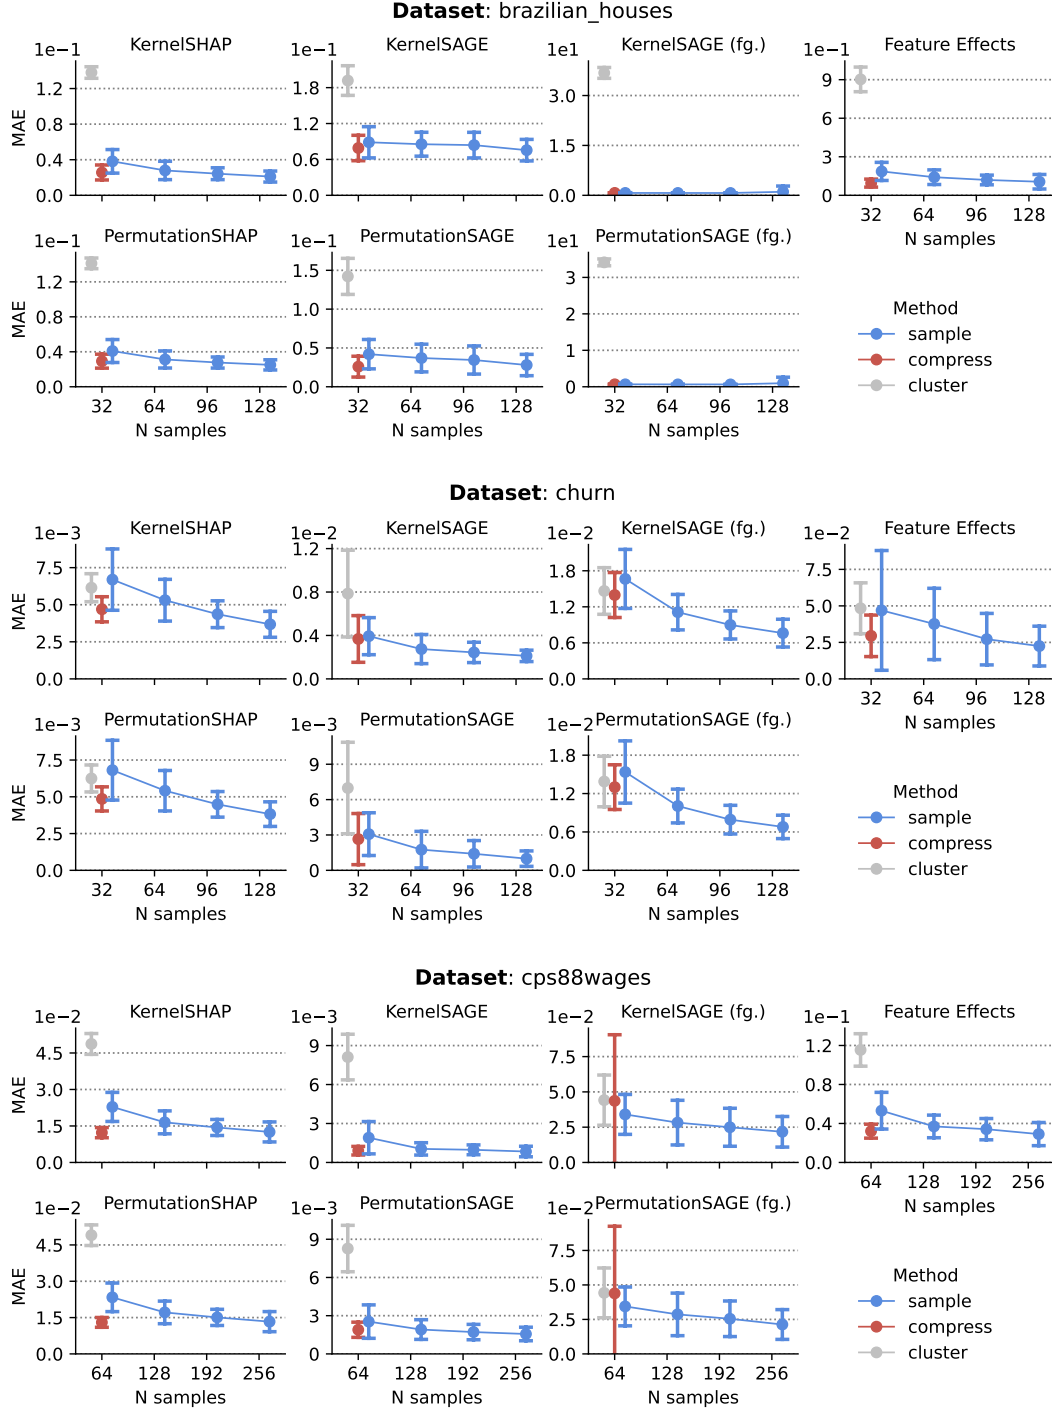 Dataset: brazilian_houses
KernelSHAP KernelSAGE KernelSAGE (fg.) Feature Effects
1e−1 1e−1 1e1 1e−1
MAE
1.2 0.8 0.4 0.0
1.8 1.2 0.6 0.0
3.0 1.5 0.0
9 6 3 0
32 64 96 128
N samples
PermutationSHAP PermutationSAGE PermutationSAGE (fg.)
1e−1 1e−1 1e1
MAE
1.2 0.8 0.4 0.0
1.5 1.0 0.5 0.0
3 2 1 0
32 64 96 128 32 64 96 128 32 64 96 128
N samples N samples N samples
Method
sample
compress
cluster
Dataset: churn
KernelSHAP KernelSAGE KernelSAGE (fg.) Feature Effects
1e−3 1e−2 1e−2 1e−2
MAE
7.5 5.0 2.5 0.0
1.2 0.8 0.4 0.0
1.8 1.2 0.6 0.0
7.5 5.0 2.5 0.0
32 64 96 128
N samples
PermutationSHAP PermutationSAGE PermutationSAGE (fg.)
1e−3 1e−3 1e−2
MAE
7.5 5.0 2.5 0.0
9 6 3 0
1.8 1.2 0.6 0.0
32 64 96 128 32 64 96 128 32 64 96 128
N samples N samples N samples
Method
sample
compress
cluster
Dataset: cps88wages
KernelSHAP KernelSAGE KernelSAGE (fg.) Feature Effects
1e−2 1e−3 1e−2 1e−1
MAE
4.5 3.0 1.5 0.0
9 6 3 0
7.5 5.0 2.5 0.0
1.2 0.8 0.4 0.0
64 128 192 256
N samples
PermutationSHAP PermutationSAGE PermutationSAGE (fg.)
1e−2 1e−3 1e−2
MAE
4.5 3.0 1.5 0.0
9 6 3 0
7.5 5.0 2.5 0.0
64 128 192 256 64 128 192 256 64 128 192 256
N samples N samples N samples
Method
sample
compress
cluster